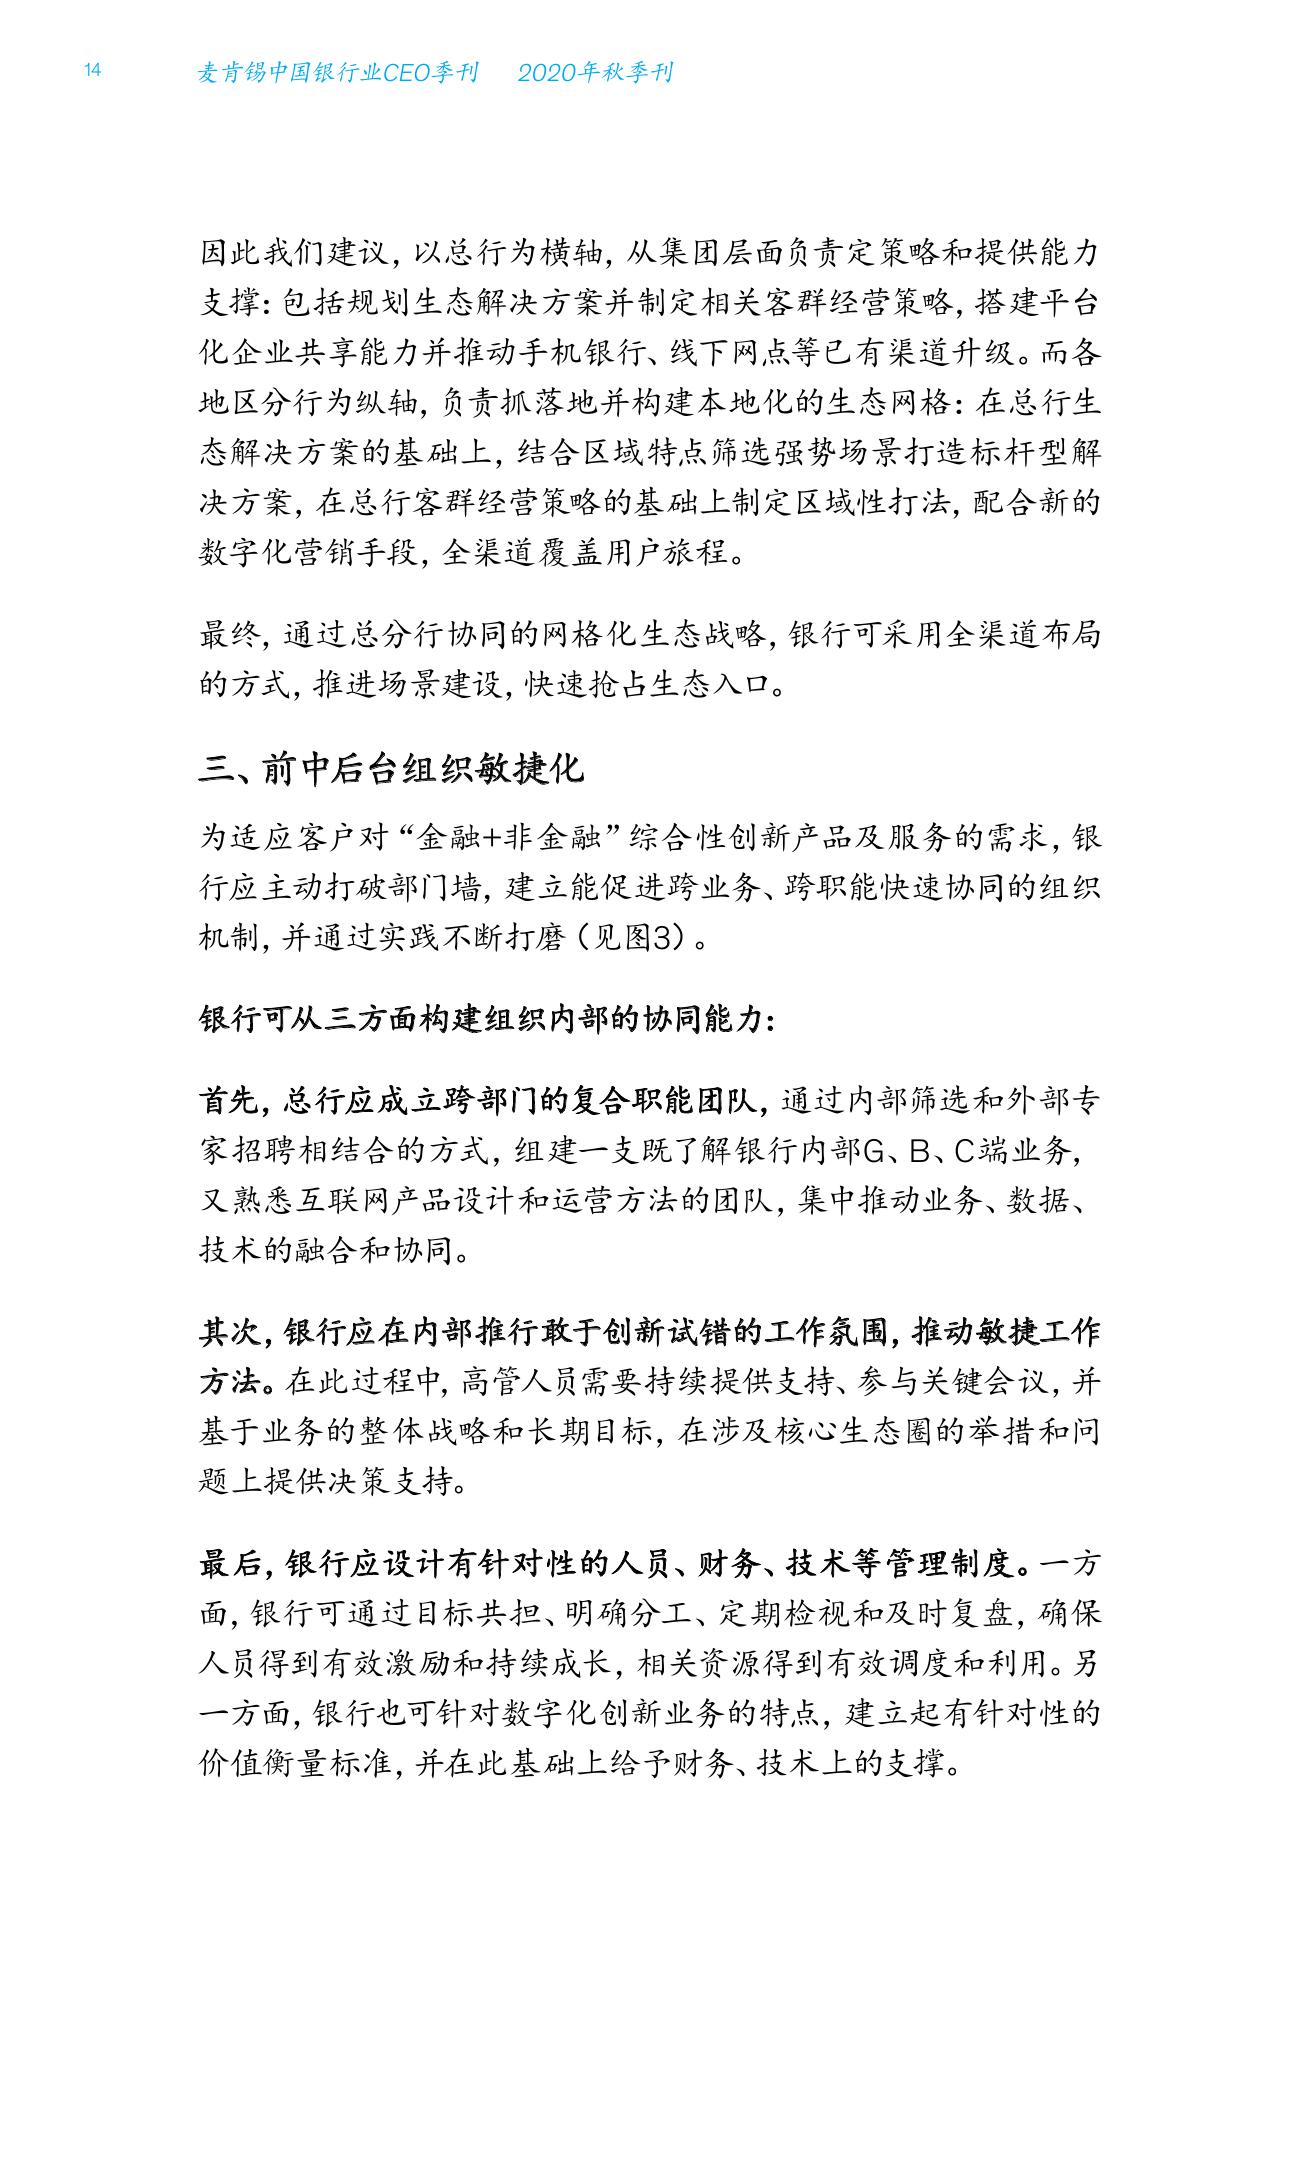 14
麦肯锡中国银行业CEO季刊 2020年秋季刊
因此我们建议，以总行为横轴，从集团层面负责定策略和提供能力
支撑：包括规划生态解决方案并制定相关客群经营策略，搭建平台
化企业共享能力并推动手机银行、线下网点等已有渠道升级。而各
地区分行为纵轴，负责抓落地并构建本地化的生态网格：在总行生
态解决方案的基础上，结合区域特点筛选强势场景打造标杆型解
决方案，在总行客群经营策略的基础上制定区域性打法，配合新的
数字化营销手段，全渠道覆盖用户旅程。
最终，通过总分行协同的网格化生态战略，银行可采用全渠道布局
的方式，推进场景建设，快速抢占生态入口。
三、前中后台组织敏捷化
为适应客户对“金融+非金融”综合性创新产品及服务的需求，银
行应主动打破部门墙，建立能促进跨业务、跨职能快速协同的组织
机制，并通过实践不断打磨（见图3）。
银行可从三方面构建组织内部的协同能力：
首先，总行应成立跨部门的复合职能团队，通过内部筛选和外部专
家招聘相结合的方式，组建一支既了解银行内部G、B、C端业务，
又熟悉互联网产品设计和运营方法的团队，集中推动业务、数据、
技术的融合和协同。
其次，银行应在内部推行敢于创新试错的工作氛围，推动敏捷工作
方法。在此过程中，高管人员需要持续提供支持、参与关键会议，并
基于业务的整体战略和长期目标，在涉及核心生态圈的举措和问
题上提供决策支持。
最后，银行应设计有针对性的人员、财务、技术等管理制度。一方
面，银行可通过目标共担、明确分工、定期检视和及时复盘，确保
人员得到有效激励和持续成长，相关资源得到有效调度和利用。另
一方面，银行也可针对数字化创新业务的特点，建立起有针对性的
价值衡量标准，并在此基础上给予财务、技术上的支撑。